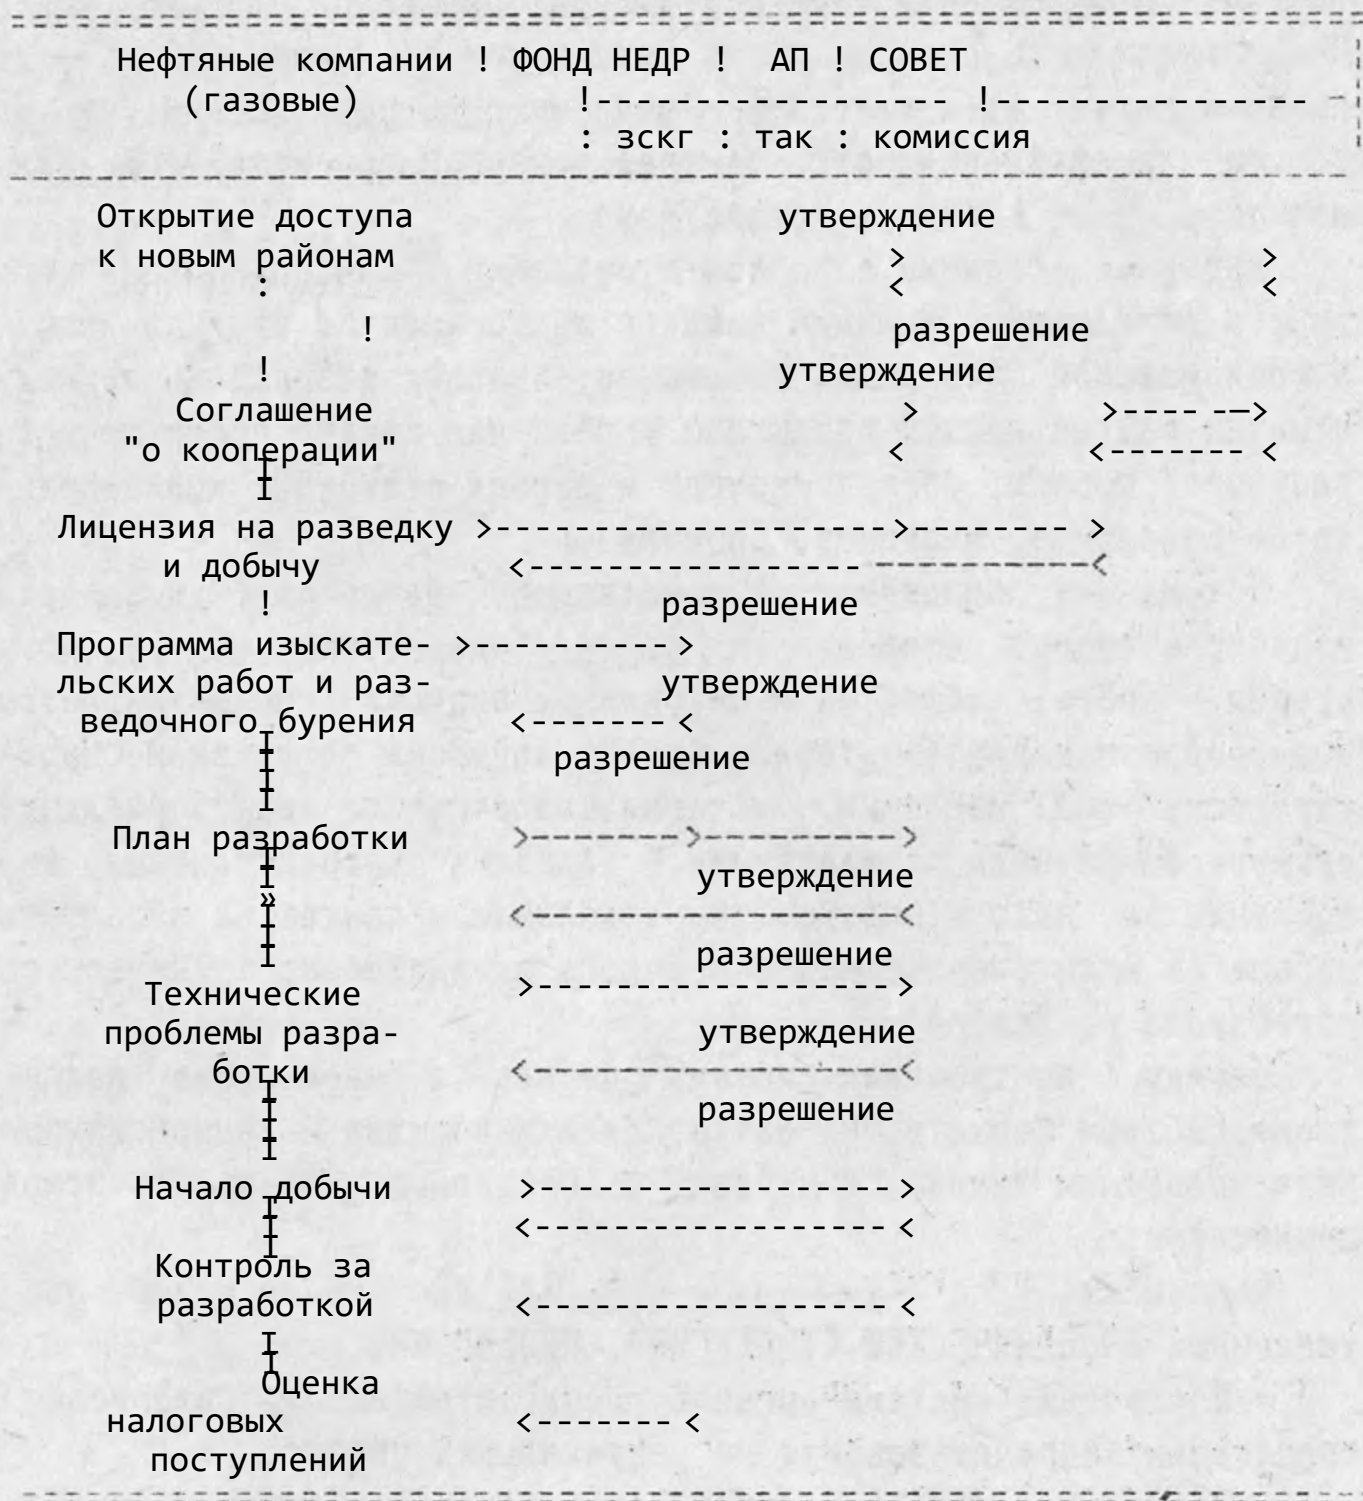 Нефтяные компании ! ФОНД НЕДР ! АП ! СОВЕТ
(газовые) !------------------ !----------------
: зскг : так : комиссия
Открытие доступа утверждение
к новым районам > >
: < <
! разрешение
! утверждение
Соглашение > >---- -—>
"о кооперации" < <------- <
I
I
Лицензия на разведку >-------------------->-------- >
и добычу <----------------- -----------<
! разрешение
Программа изыскате- >---------->
льских работ и раз- утверждение
ведочного бурения <------- <
I разрешение
I
I
I
План разработки >-------->---------->
I
I утверждение
»
I <-------------------<
I
I разрешение
Технические >------------------>
проблемы разра- утверждение
ботки <-------------------<
I
I разрешение
I
I
Начало добычи >------------------>
I
I <------------------ <
I
Контроль за
разработкой <------------------ <
I
I
Оценка
налоговых <------- <
поступлений